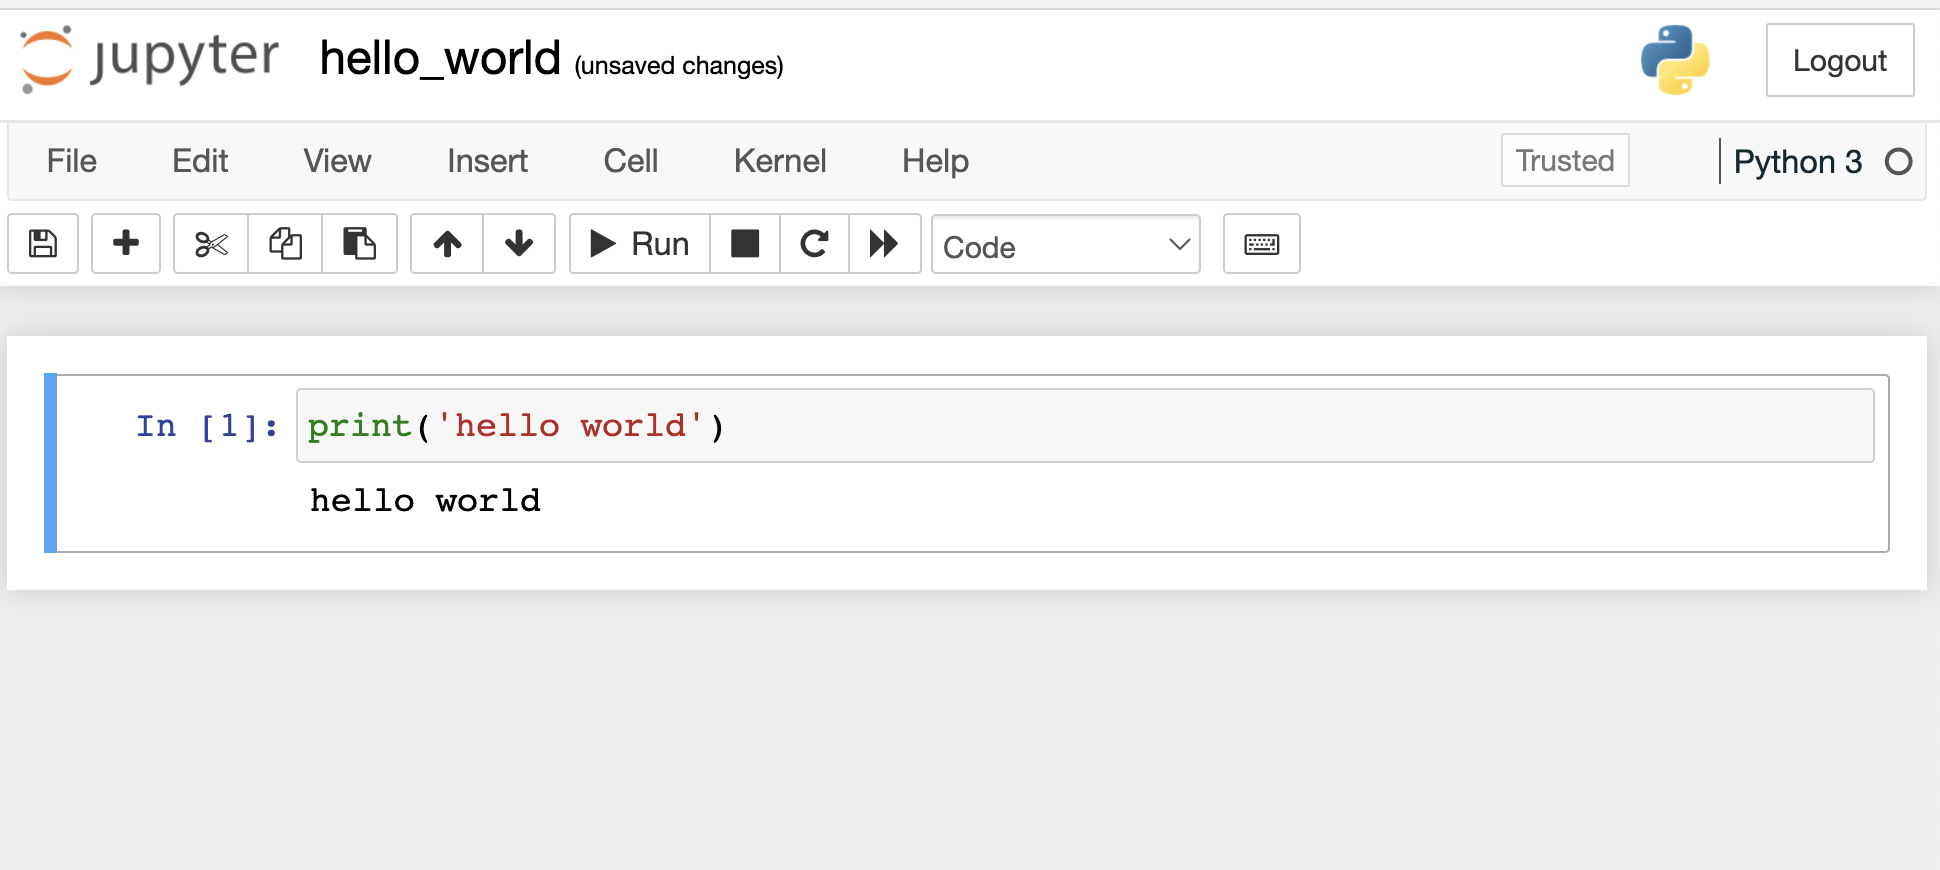 jupyter hello_world (unsaved changes) Logout
File Edit View Insert Cell Kernel Help Trusted Python 3
Run Code
In [1]: print('hello world')
hello world